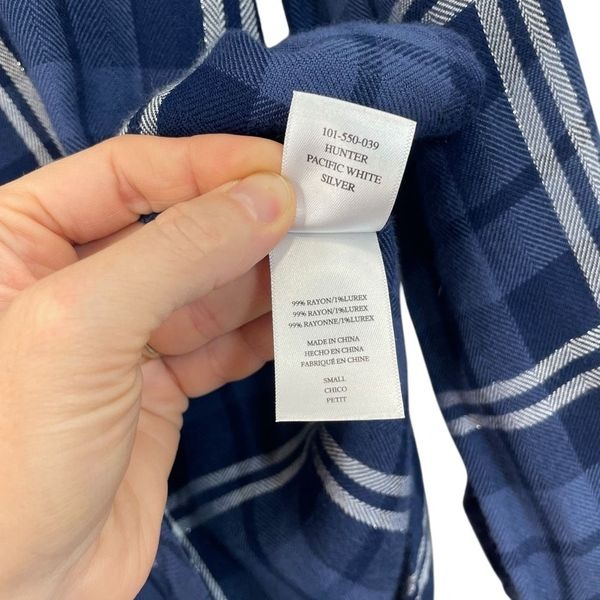 101-550-039
HUNTER
PACIFIC WHITE
SILVER
99% RAYON/1%LUREX
99% RAYON/1%LUREX
99% RAYONNE/1%LUREX
MADE IN CHINA
HECHO EN CHINA
FABRIQUÉ EN CHINE
SMALL
CHICO
PETIT